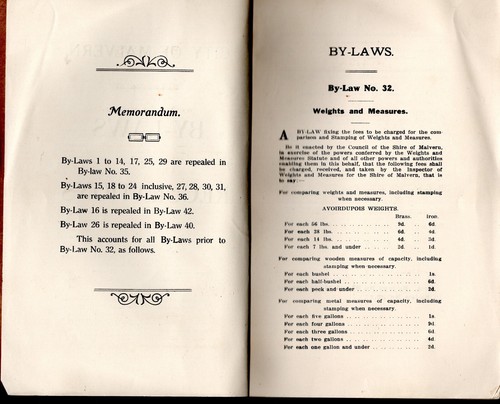 Memorandum.
By-Laws 1 to 14, 17, 25, 29 are repealed in
By-law No. 35.
By-Laws 15, 18 to 24 inclusive, 27, 28, 30, 31,
are repealed in By-Law No. 36.
By-Law 16 is repealed in By-Law 42.
By-Law 26 is repealed in By-Law 40.
This accounts for all By-Laws prior to
By-Law No. 32, as follows.
BY-LAWS.
By-Law No. 32.
Weights and Measures.
A BY-LAW fixing the fees to be charged for the com-
parison and Stamping of Weights and Measures.
Be it enacted by the Council of the Shire of Malvern,
in exercise of the powers conferred by the Weights and
Measures Statute and of all other powers and authorities
enabling them in this behalf, that the following fees shall
be charged, received, and taken by the Inspector of
Weights and Measures for the Shire of Malvern, that is
to say:—
For comparing weights and measures, including stamping
when necessary.
AVOIRDUPOIS WEIGHTS.
Brass. Iron.
For each 56 lbs. 9d. 6d.
For each 28 lbs. 6d. 4d.
For each 14 lbs. 4d. 3d.
For each 7 lbs. and under 3d. 1d.
For comparing wooden measures of capacity, including
stamping when necessary.
For each bushel 1s.
For each half-bushel 6d.
For each peck and under
For comparing metal measures of capacity, including
stamping when necessary.
For each five gallons 1s.
For each four gallons 9d.
For each three gallons 6d.
For each two gallons 4d.
For each one gallon and under 2d.